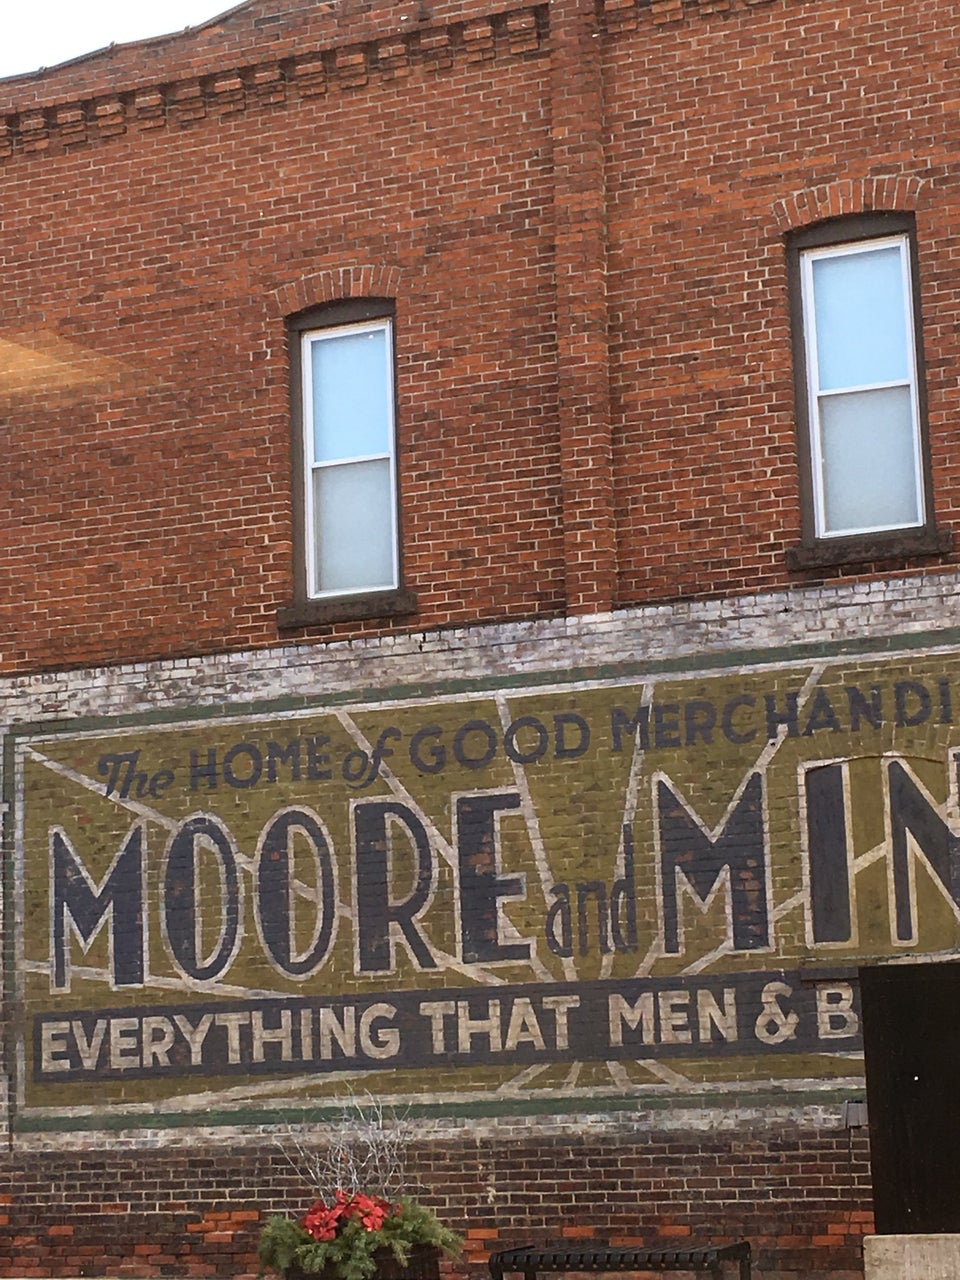 The HOME of GOOD MERCHANDI
MOORE and MIN
EVERYTHING THAT MEN & B